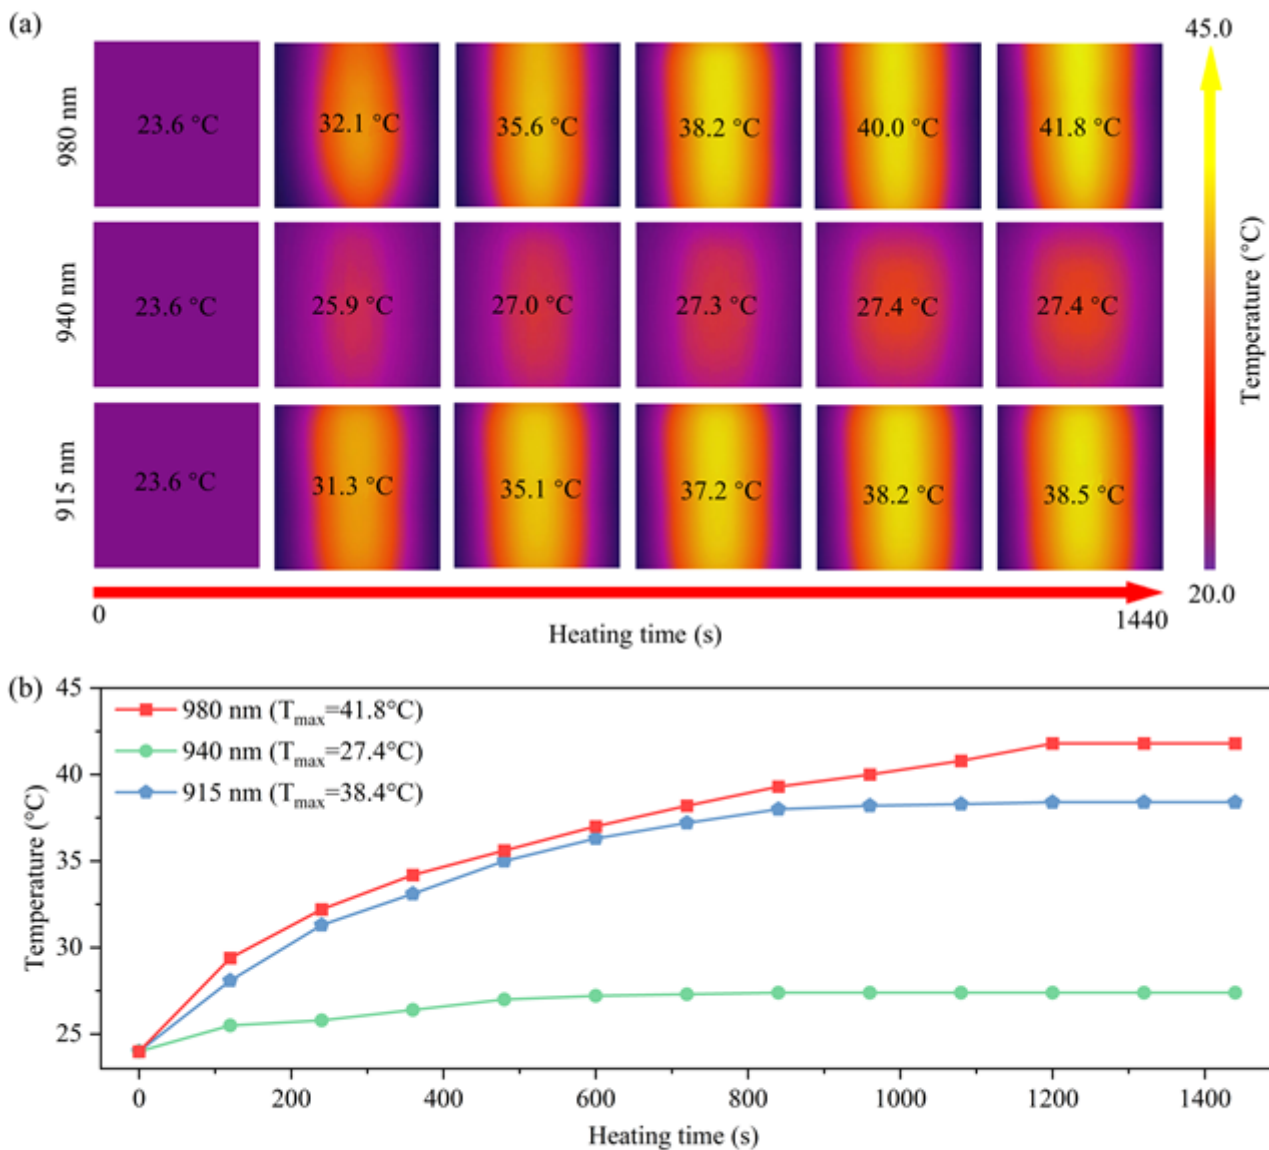 (a)
45.0
980 nm
23.6 °C
32.1 °C
35.6 °C
38.2 °C
40.0 °C
41.8 °C
940 nm
23.6 °C
25.9 °C
27.0 °C
27.3 °C
27.4 °C
27.4 °C
915 nm
23.6 °C
31.3 °C
35.1 °C
37.2 °C
38.2 °C
38.5 °C
Temperature (°C)
20.0
0
1440
Heating time (s)
(b)
980 nm (Tmax=41.8°C)
940 nm (Tmax=27.4°C)
915 nm (Tmax=38.4°C)
Temperature (°C)
45
40
35
30
25
0
200
400
600
800
1000
1200
1400
Heating time (s)